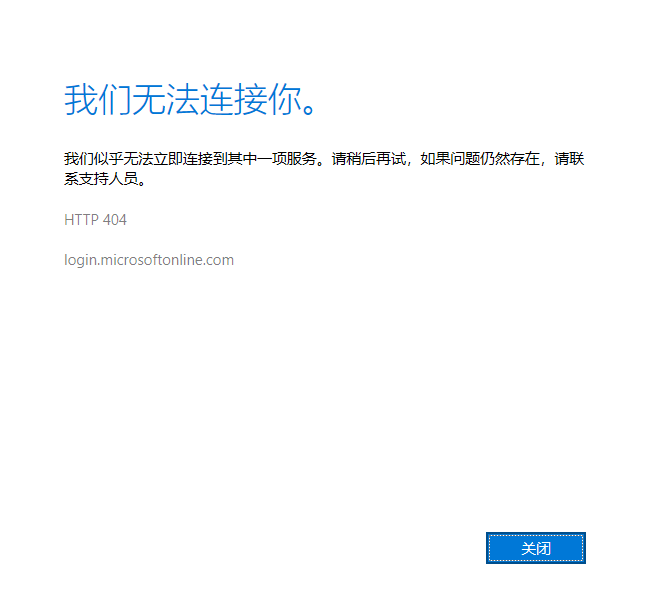 我们无法连接你。
我们似乎无法立即连接到其中一项服务。请稍后再试，如果问题仍然存在，请联
系支持人员。
HTTP 404
login.microsoftonline.com
关闭